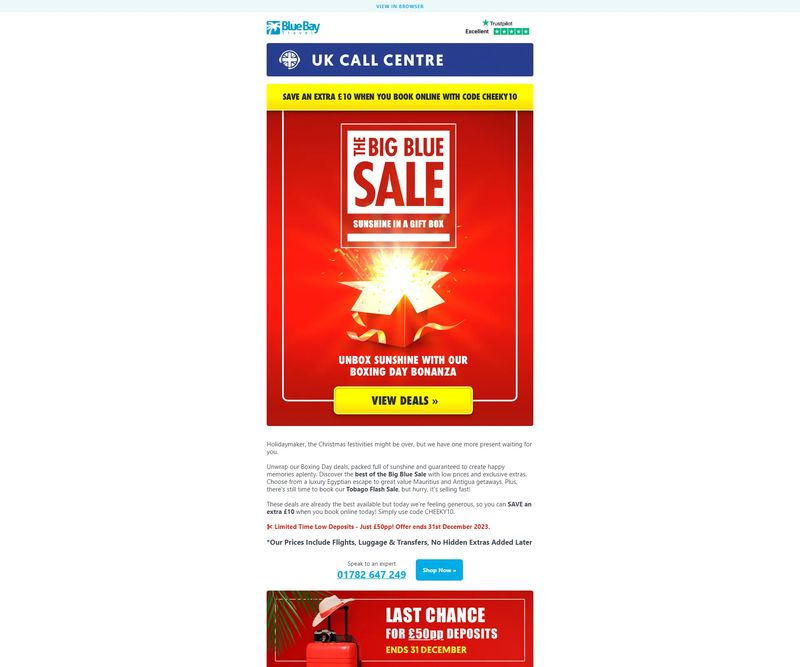 VIEW IN BROWSER
BlueBay
Travel
Trustpilot
Excellent
UK CALL CENTRE
SAVE AN EXTRA £10 WHEN YOU BOOK ONLINE WITH CODE CHEEKY10
THE BIG BLUE
SALE
SUNSHINE IN A GIFT BOX
UNBOX SUNSHINE WITH OUR
BOXING DAY BONANZA
VIEW DEALS »
Holidaymaker, the Christmas festivities might be over, but we have one more present waiting for
you.
Unwrap our Boxing Day deals, packed full of sunshine and guaranteed to create happy
memories aplenty. Discover the best of the Big Blue Sale with low prices and exclusive extras.
Choose from a luxury Egyptian escape to great value Mauritius and Antigua getaways. Plus,
there's still time to book our Tobago Flash Sale, but hurry, it's selling fast!
These deals are already the best available but today we're feeling generous, so you can SAVE an
extra £10 when you book online today! Simply use code CHEEKY10.
✂ Limited Time Low Deposits - Just £50pp! Offer ends 31st December 2023.
*Our Prices Include Flights, Luggage & Transfers, No Hidden Extras Added Later
Speak to an expert
01782 647 249
Shop Now »
LAST CHANCE
FOR £50pp DEPOSITS
ENDS 31 DECEMBER